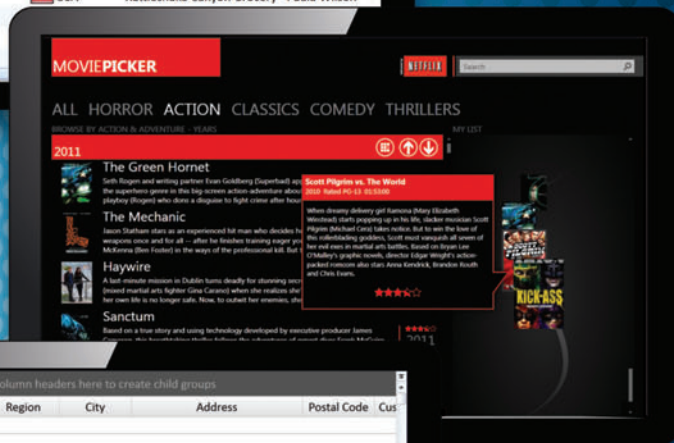 Rattlesnake Canyon Grocery Paula Wilson
MOVIEPICKER
NETFLIX
Search
ALL HORROR ACTION CLASSICS COMEDY THRILLERS
BROWSE BY ACTION & ADVENTURE - YEARS
MY LIST
2011
The Green Hornet
Seth Rogen and writing partner Evan Goldberg (Superbad)
the superhero genre in this big-screen action-adventure about
playboy (Rogen) who dons a disguise to fight crime after
The Mechanic
Jason Statham stars as an experienced hit man who decides
weapons once and for all -- after he finishes training eager
McKenna (Ben Foster) in the ways of the professional kill. But
Haywire
A last-minute mission in Dublin turns deadly for stunning
(mixed martial arts fighter Gina Carano) when she realizes
her own life is no longer safe. Now, to outwit her enemies,
Sanctum
Based on a true story and using technology developed by executive producer James
2011
Scott Pilgrim vs. The World
2010 Rated PG-13 01:53:00
When dreamy delivery girl Ramona (Mary Elizabeth
Winstead) starts popping up in his life, slacker musician Scott
Pilgrim (Michael Cera) takes notice. But to win the love of
this rollerblading goddess, Scott must vanquish all seven of
her evil exes in martial arts battles. Based on Bryan Lee
O'Malley's graphic novels, director Edgar Wright's action-
packed romcom also stars Anna Kendrick, Brandon Routh
and Chris Evans.
SCOTT
PILGRIM
KICK-ASS
olumn headers here to create child groups
Region City Address Postal Code Cus